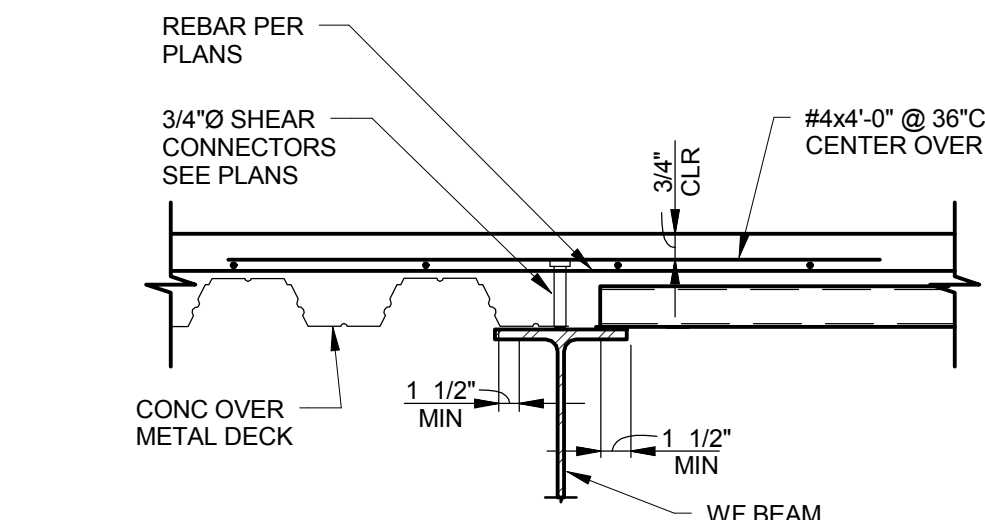 REBAR PER
PLANS
3/4"Ø SHEAR
CONNECTORS
SEE PLANS
#4x4'-0" @ 36"C
CENTER OVER
3/4"
CLR
CONC OVER
METAL DECK
1 1/2"
MIN
1 1/2"
MIN
WF BEAM